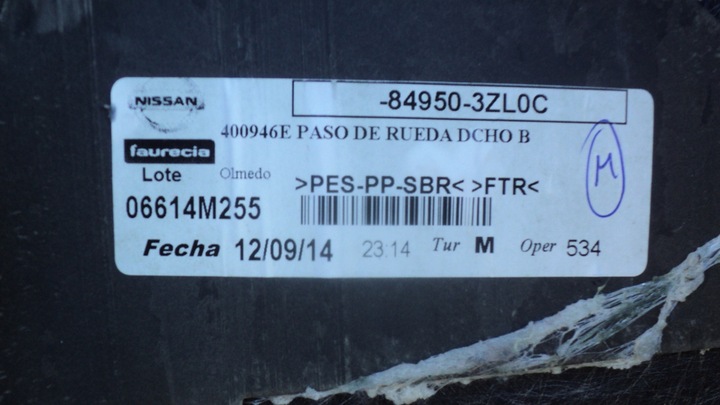 NISSAN
-84950-3ZL0C
400946E PASO DE RUEDA DCHO B
faurecia
Lote Olmedo
>PES-PP-SBR< >FTR<
06614M255
M
Fecha 12/09/14 23:14 Tur M Oper 534